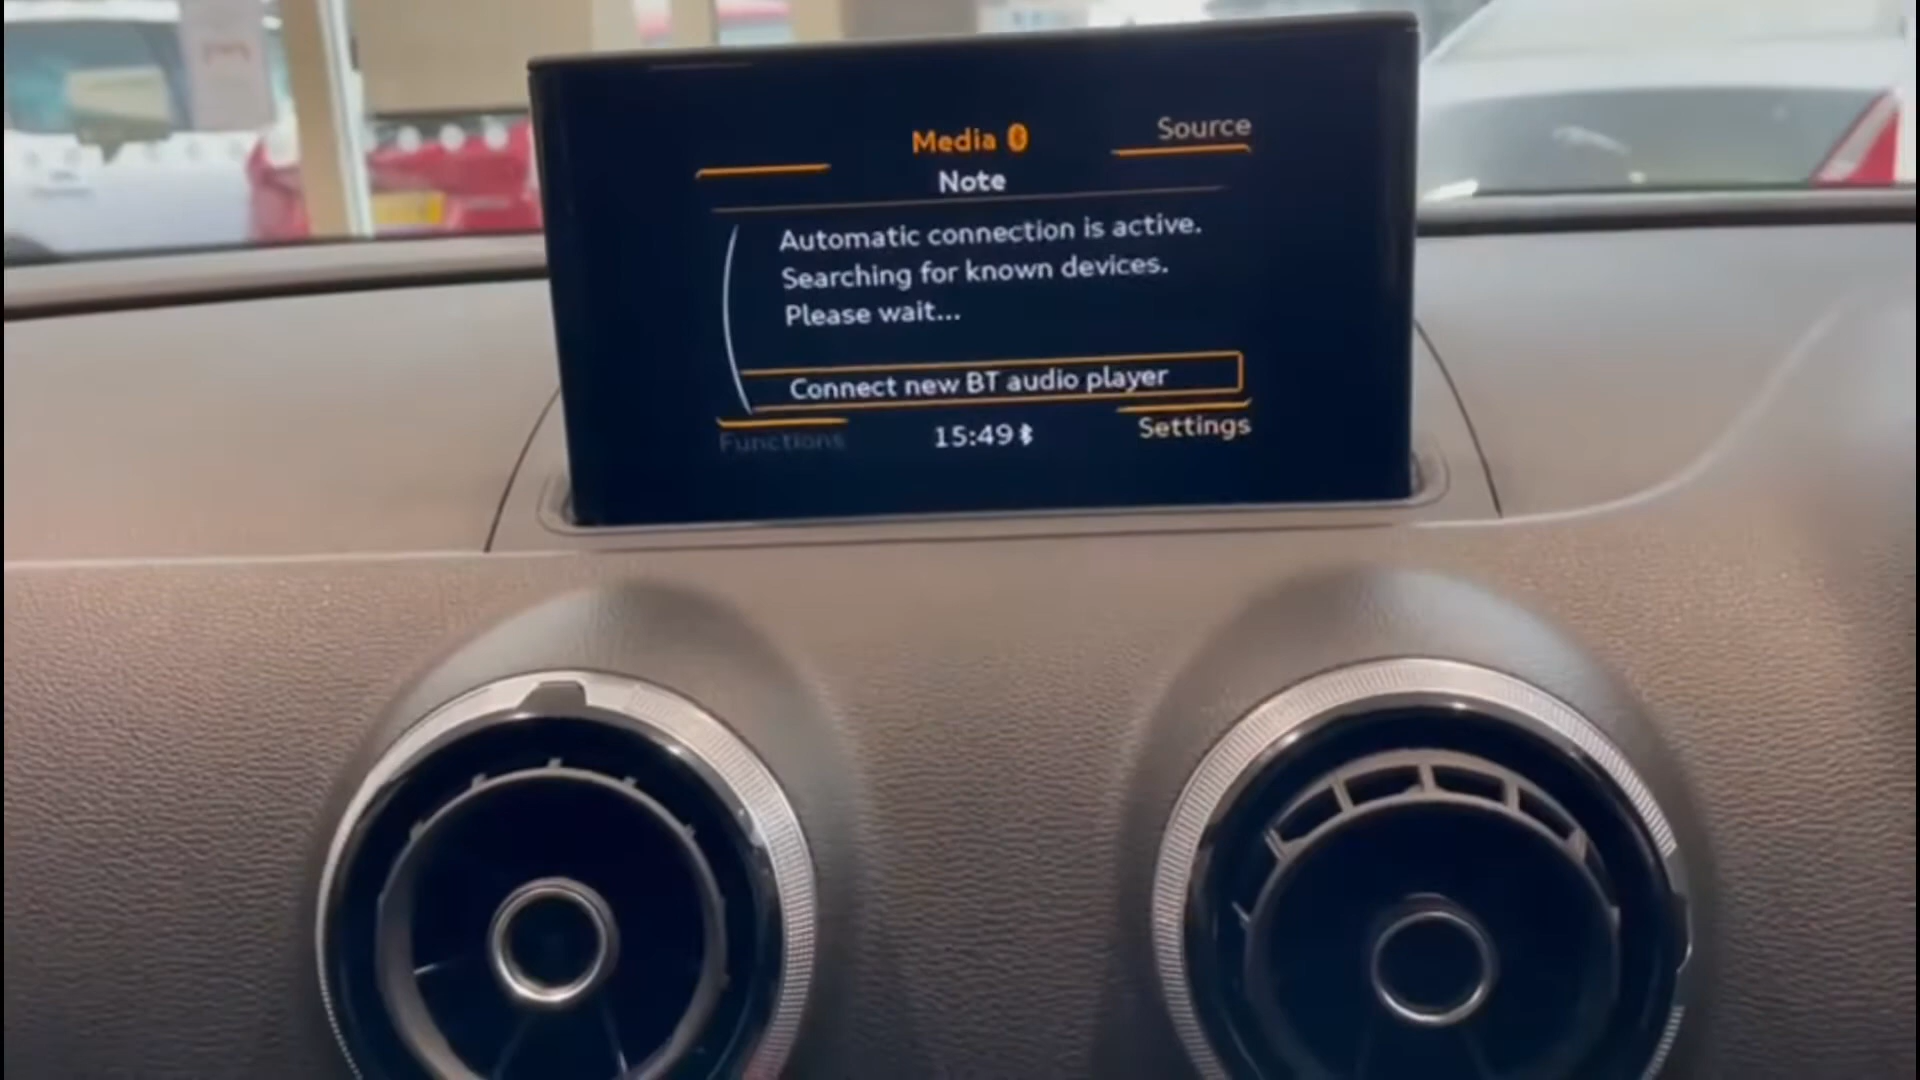 Media
Source
Note
Automatic connection is active.
Searching for known devices.
Please wait...
Connect new BT audio player
Functions
15:49
Settings